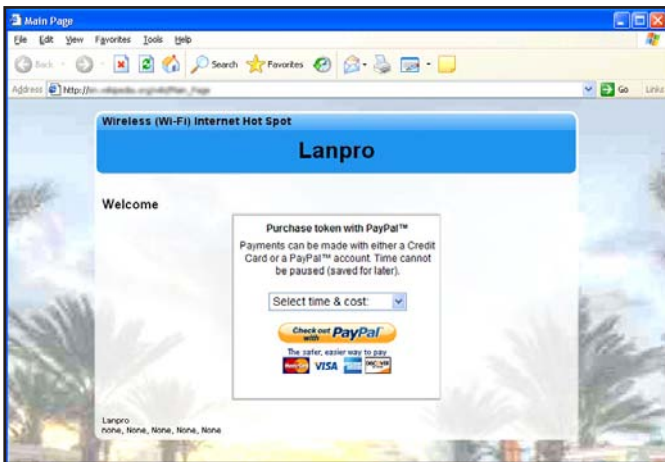 Main Page
File Edit View Favorites Tools Help
Back Search Favorites
Address http:// Go Links
Wireless (Wi-Fi) Internet Hot Spot
Lanpro
Welcome
Purchase token with PayPal™
Payments can be made with either a Credit
Card or a PayPal™ account. Time cannot
be paused (saved for later).
Select time & cost:
Check out
with PayPal
The safer, easier way to pay
MasterCard VISA DISCOVER
Lanpro
none, None, None, None, None